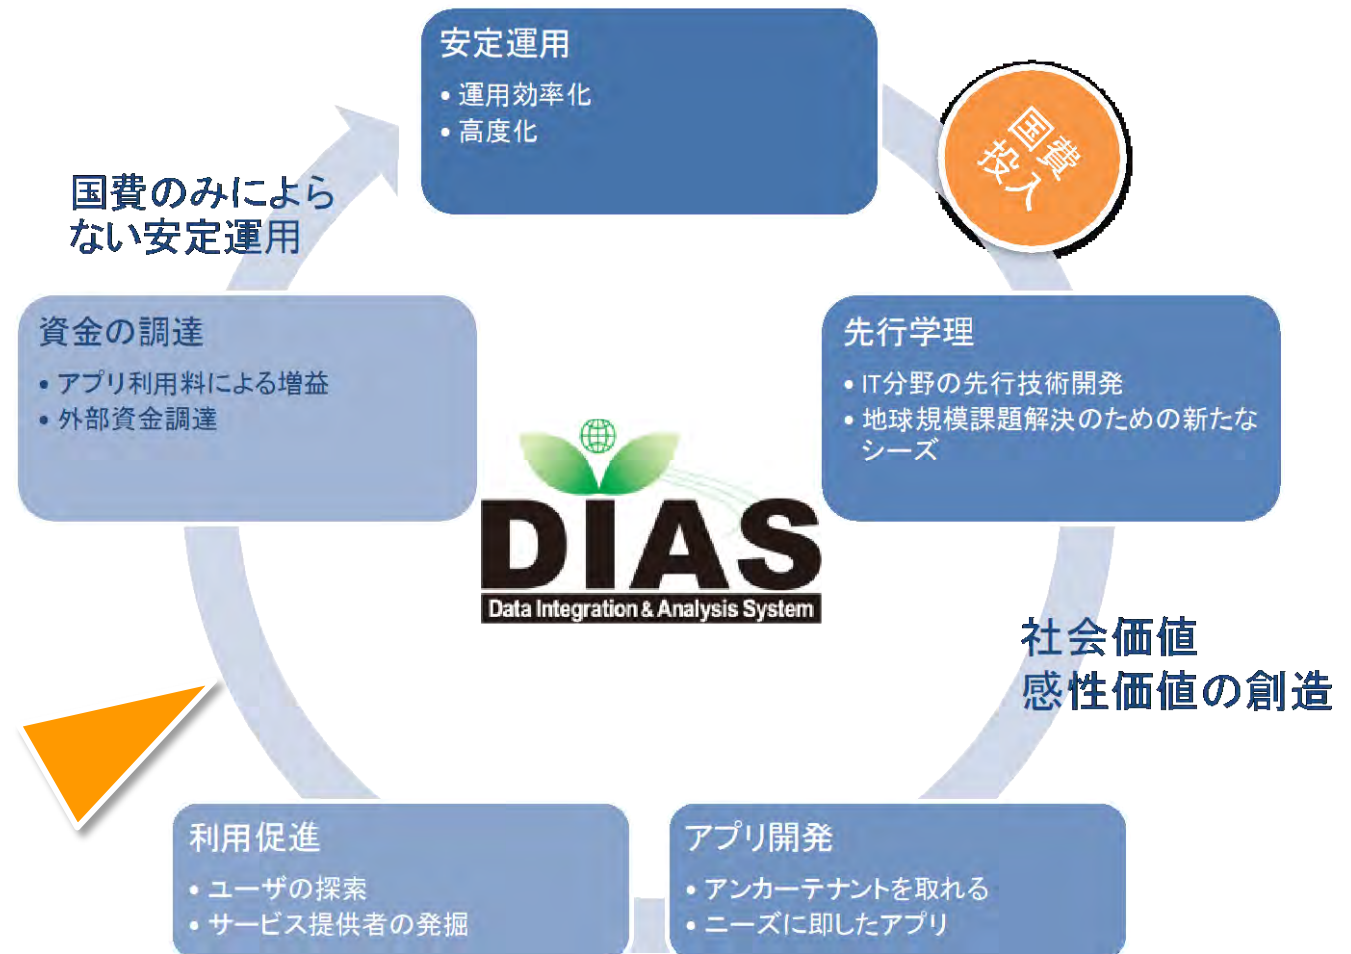 安定運用
• 運用効率化
• 高度化
国費
投入
国費のみによら
ない安定運用
資金の調達
• アプリ利用料による増益
• 外部資金調達
先行学理
• IT分野の先行技術開発
• 地球規模課題解決のための新たな
シーズ
DIAS
Data Integration & Analysis System
社会価値
感性価値の創造
利用促進
• ユーザの探索
• サービス提供者の発掘
アプリ開発
• アンカーテナントを取れる
• ニーズに即したアプリ